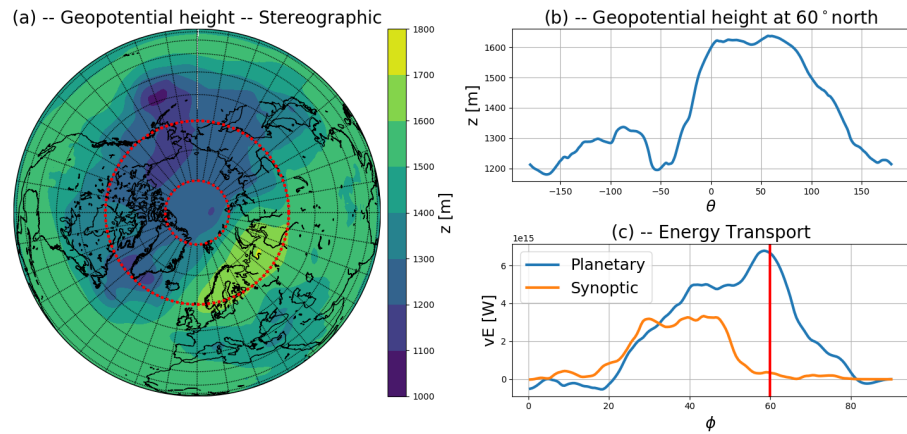 (a) -- Geopotential height -- Stereographic
1800
1700
1600
1500
1400
1300
1200
1100
1000
z [m]
(b) -- Geopotential height at 60°north
1600
1500
1400
1300
1200
z [m]
-150 -100 -50 0 50 100 150
θ
(c) -- Energy Transport
1e15
6
4
2
0
vE [W]
Planetary
Synoptic
0 20 40 60 80
ϕ